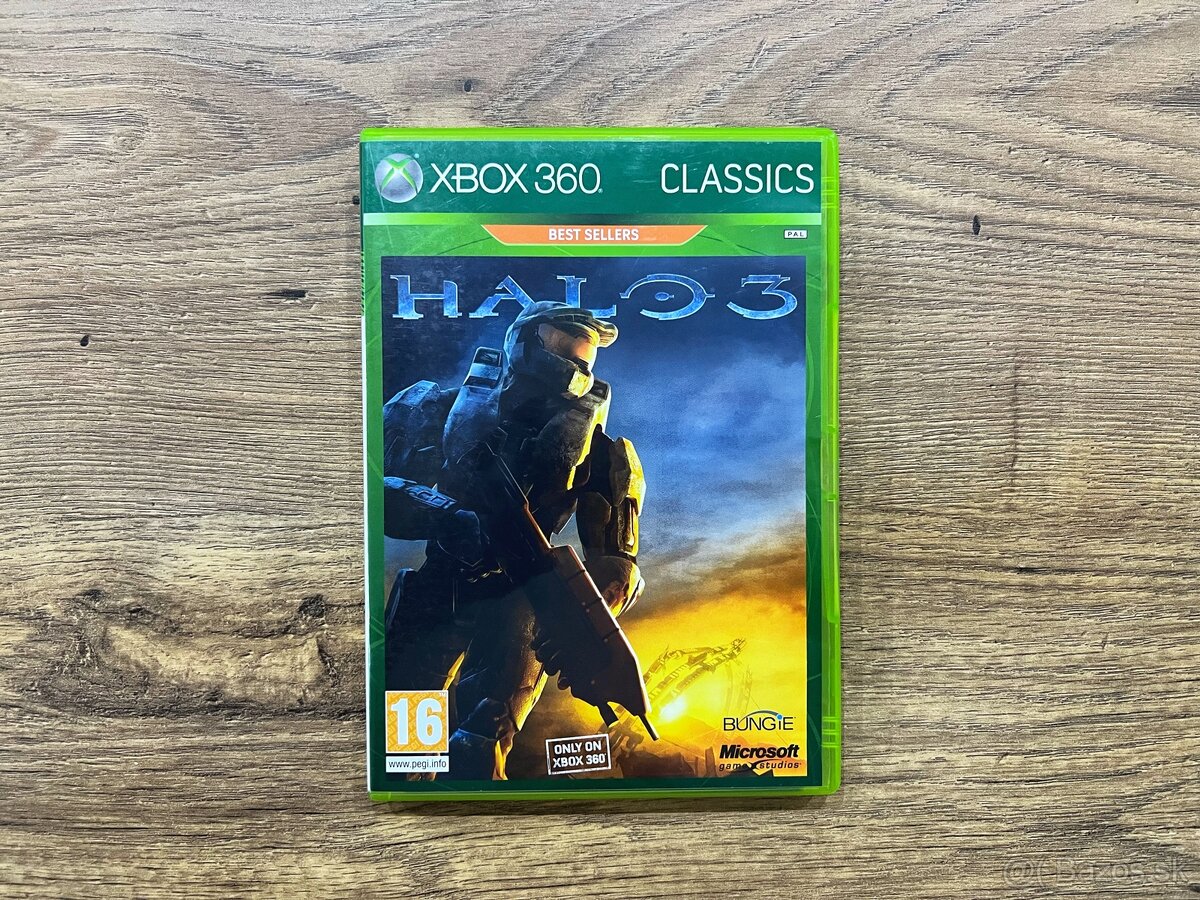 XBOX 360. CLASSICS
BEST SELLERS
PAL
HALO 3
16
www.pegi.info
ONLY ON
XBOX 360
BUNGIE
Microsoft
game studios
@Bazos.sk